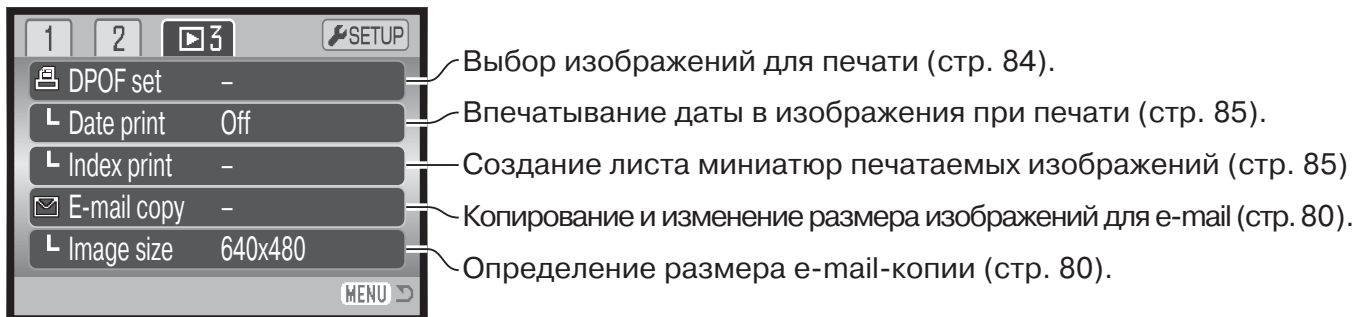 1 2 3 SETUP
DPOF set –
Выбор изображений для печати (стр. 84).
Date print Off
Впечатывание даты в изображения при печати (стр. 85).
Index print –
Создание листа миниатюр печатаемых изображений (стр. 85)
E-mail copy –
Копирование и изменение размера изображений для e-mail (стр. 80).
Image size 640x480
Определение размера e-mail-копии (стр. 80).
MENU